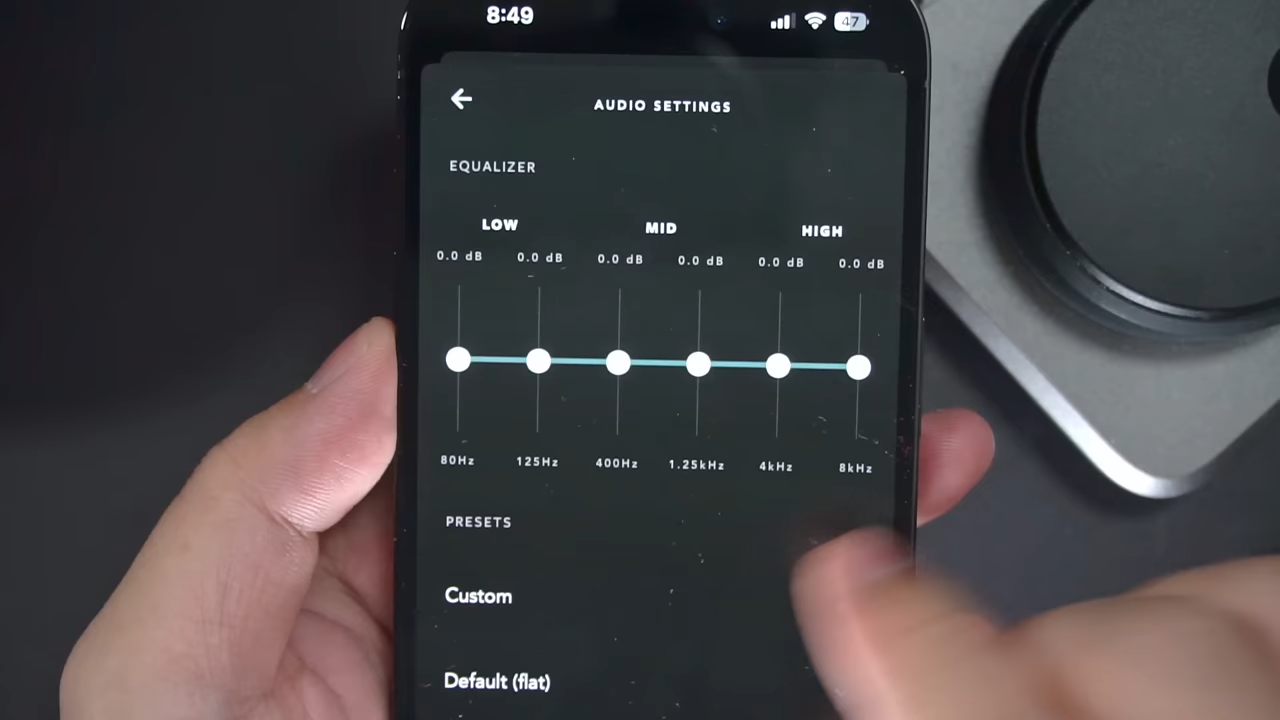 8:49
47
AUDIO SETTINGS
EQUALIZER
LOW MID HIGH
0.0 dB 0.0 dB 0.0 dB 0.0 dB 0.0 dB 0.0 dB
80Hz 125Hz 400Hz 1.25kHz 4kHz 8kHz
PRESETS
Custom
Default (flat)